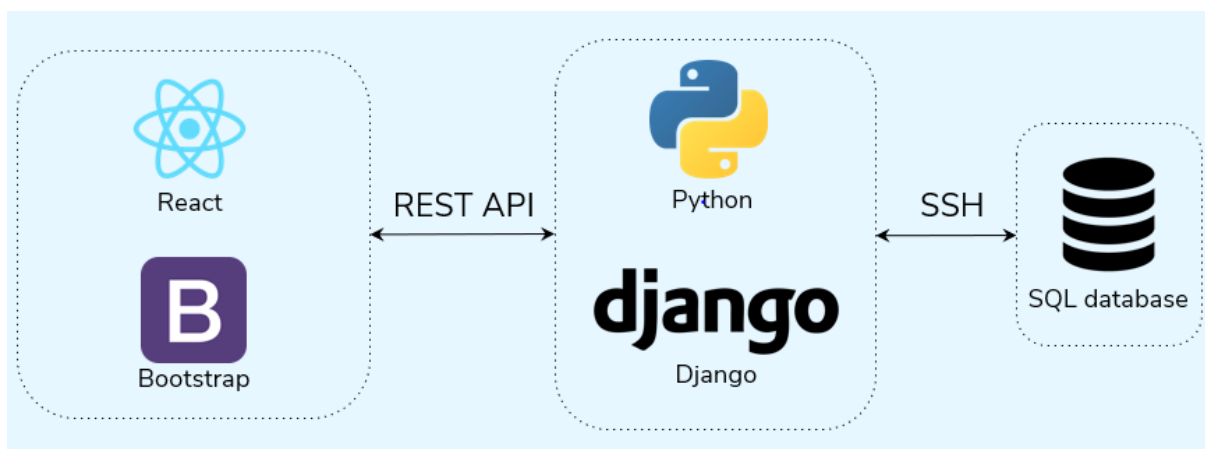 React
B
Bootstrap
REST API
Python
django
Django
SSH
SQL database